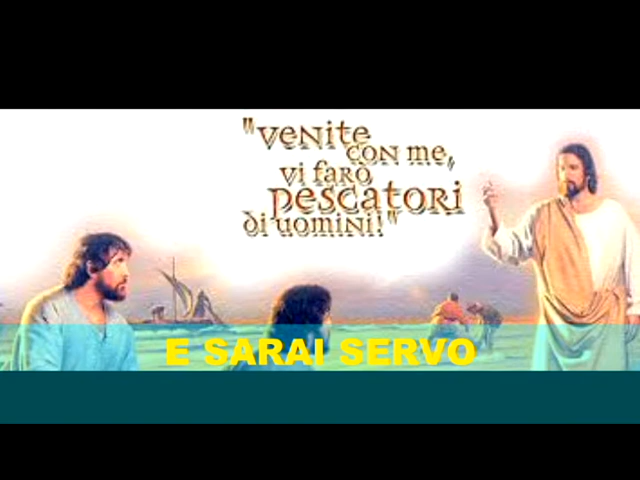 "venite
con me,
vi farò
pescatori
di uomini!"
E SARAI SERVO